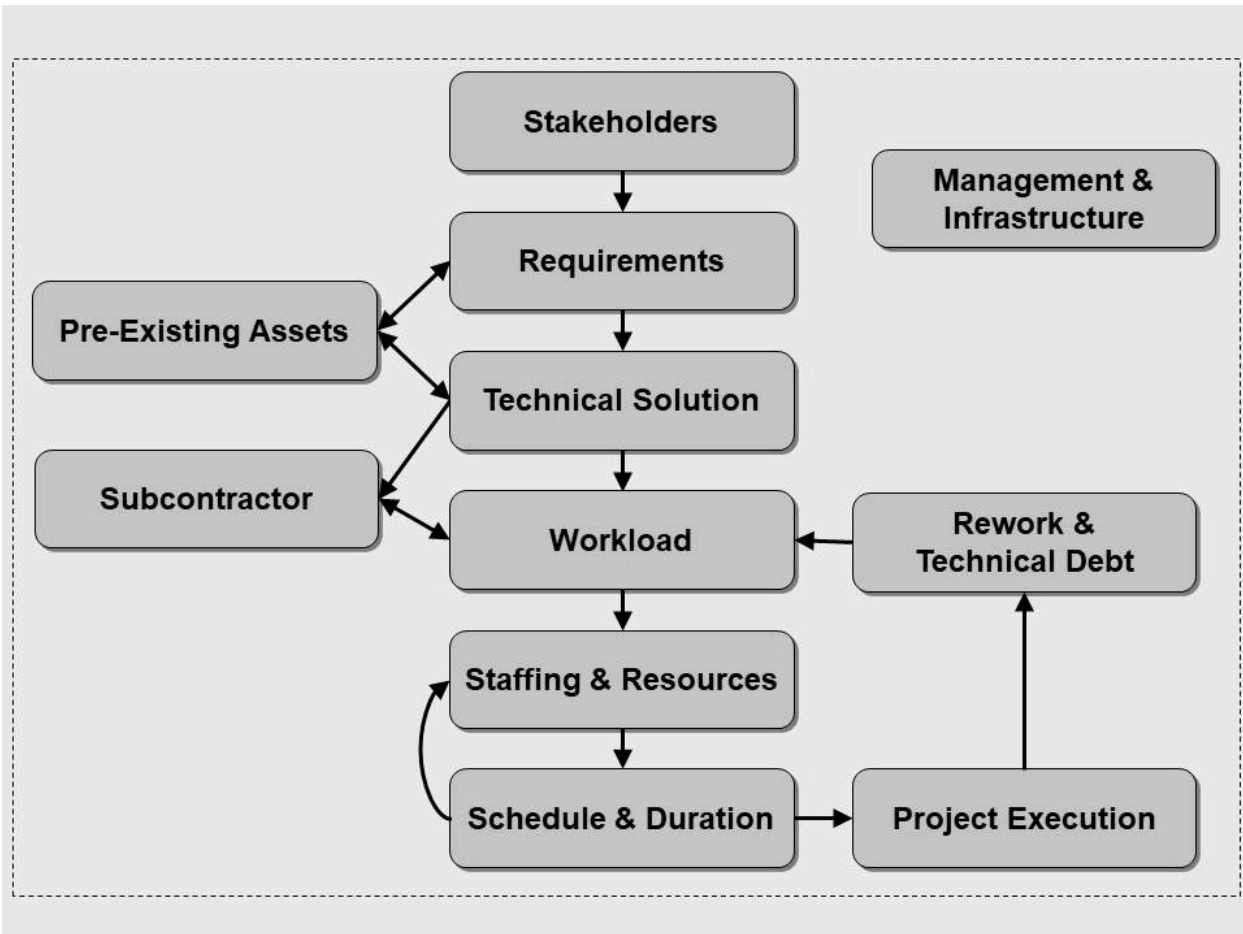 Stakeholders
Management &
Infrastructure
Requirements
Pre-Existing Assets
Technical Solution
Subcontractor
Workload
Rework &
Technical Debt
Staffing & Resources
Schedule & Duration
Project Execution